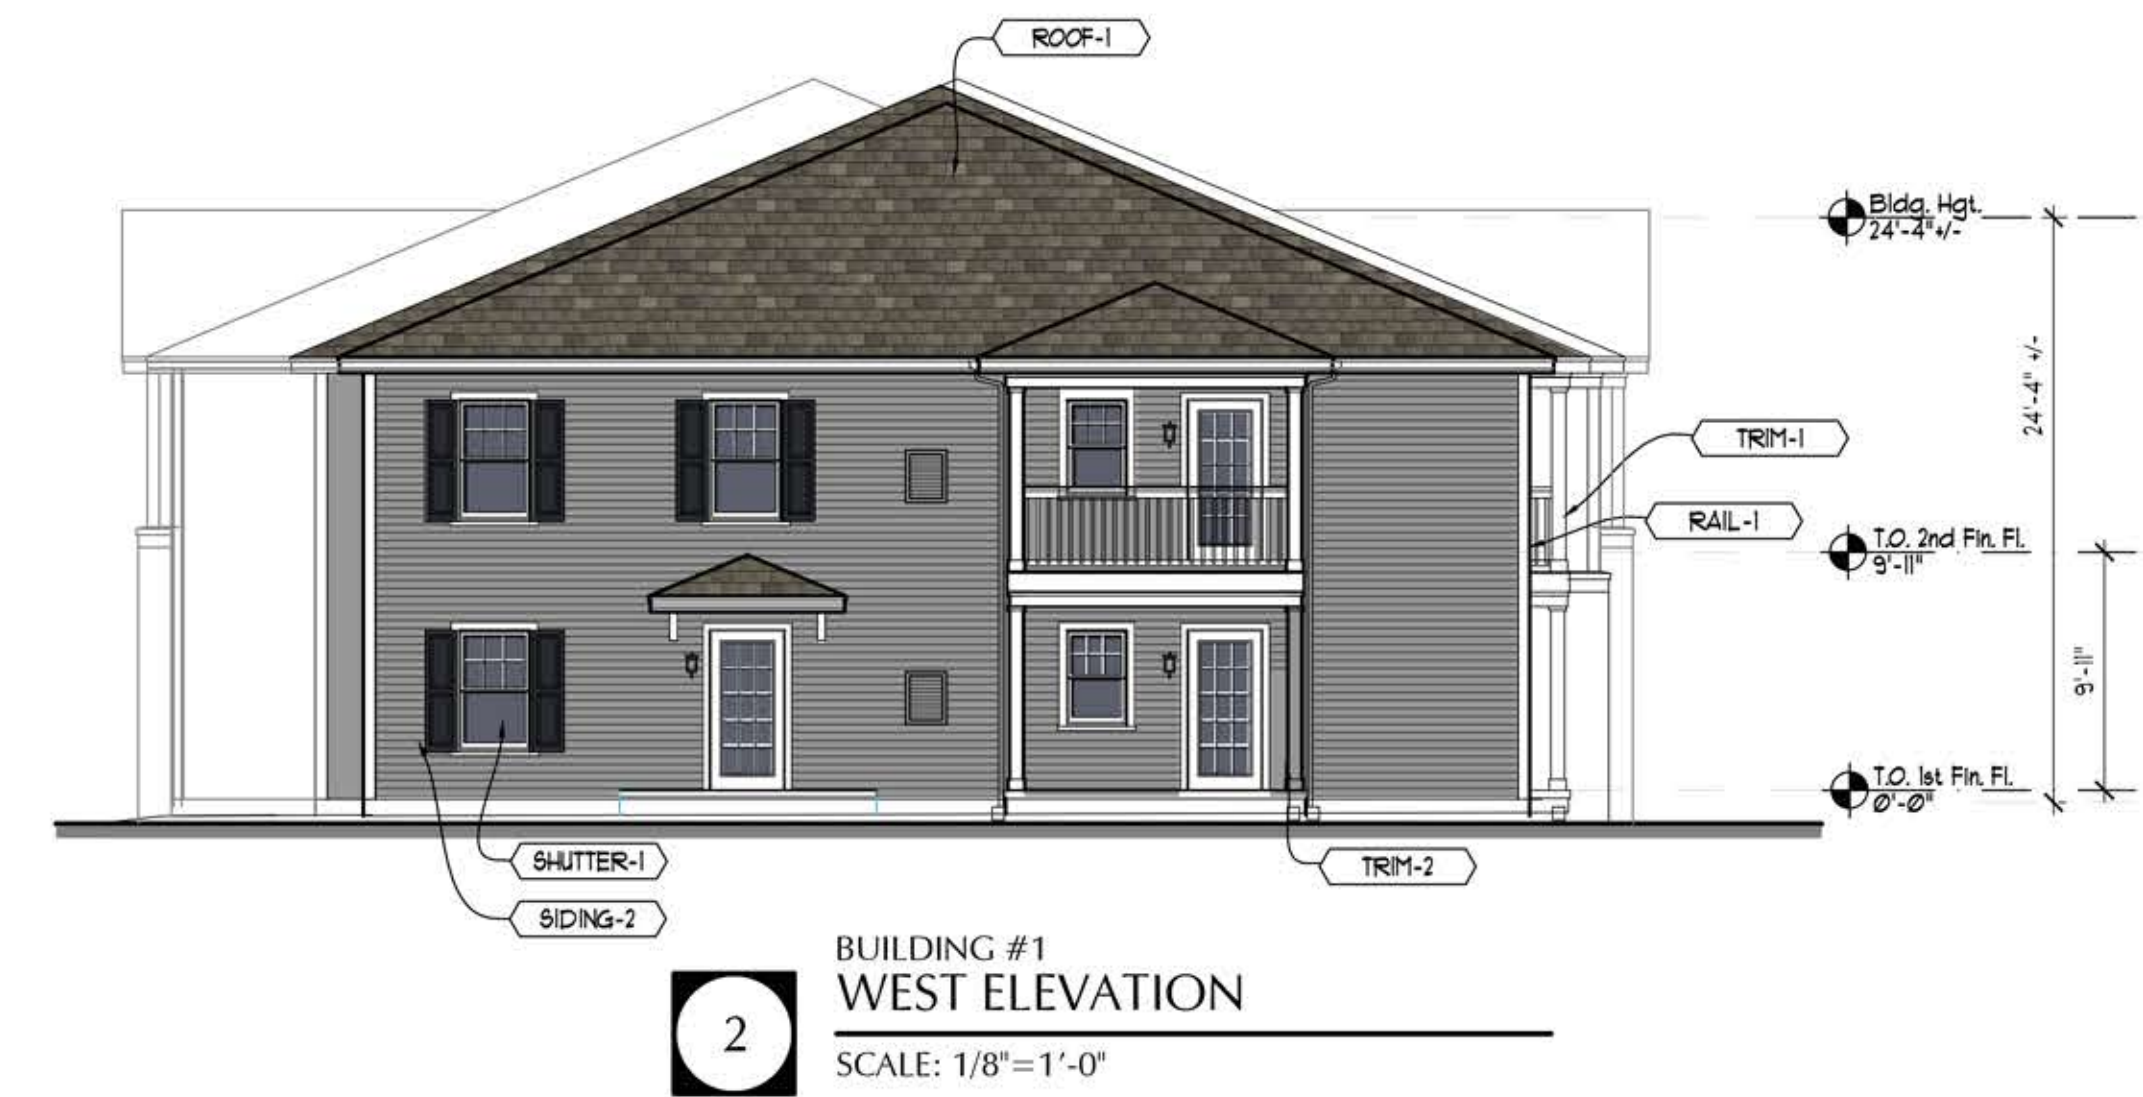 ROOF-1
Bldg. Hgt.
24'-4"+/-
24'-4" +/-
TRIM-1
RAIL-1
T.O. 2nd Fin. Fl.
9'-11"
9'-11"
T.O. 1st Fin. Fl.
0'-0"
SHUTTER-1
TRIM-2
SIDING-2
BUILDING #1
WEST ELEVATION
2
SCALE: 1/8"=1'-0"